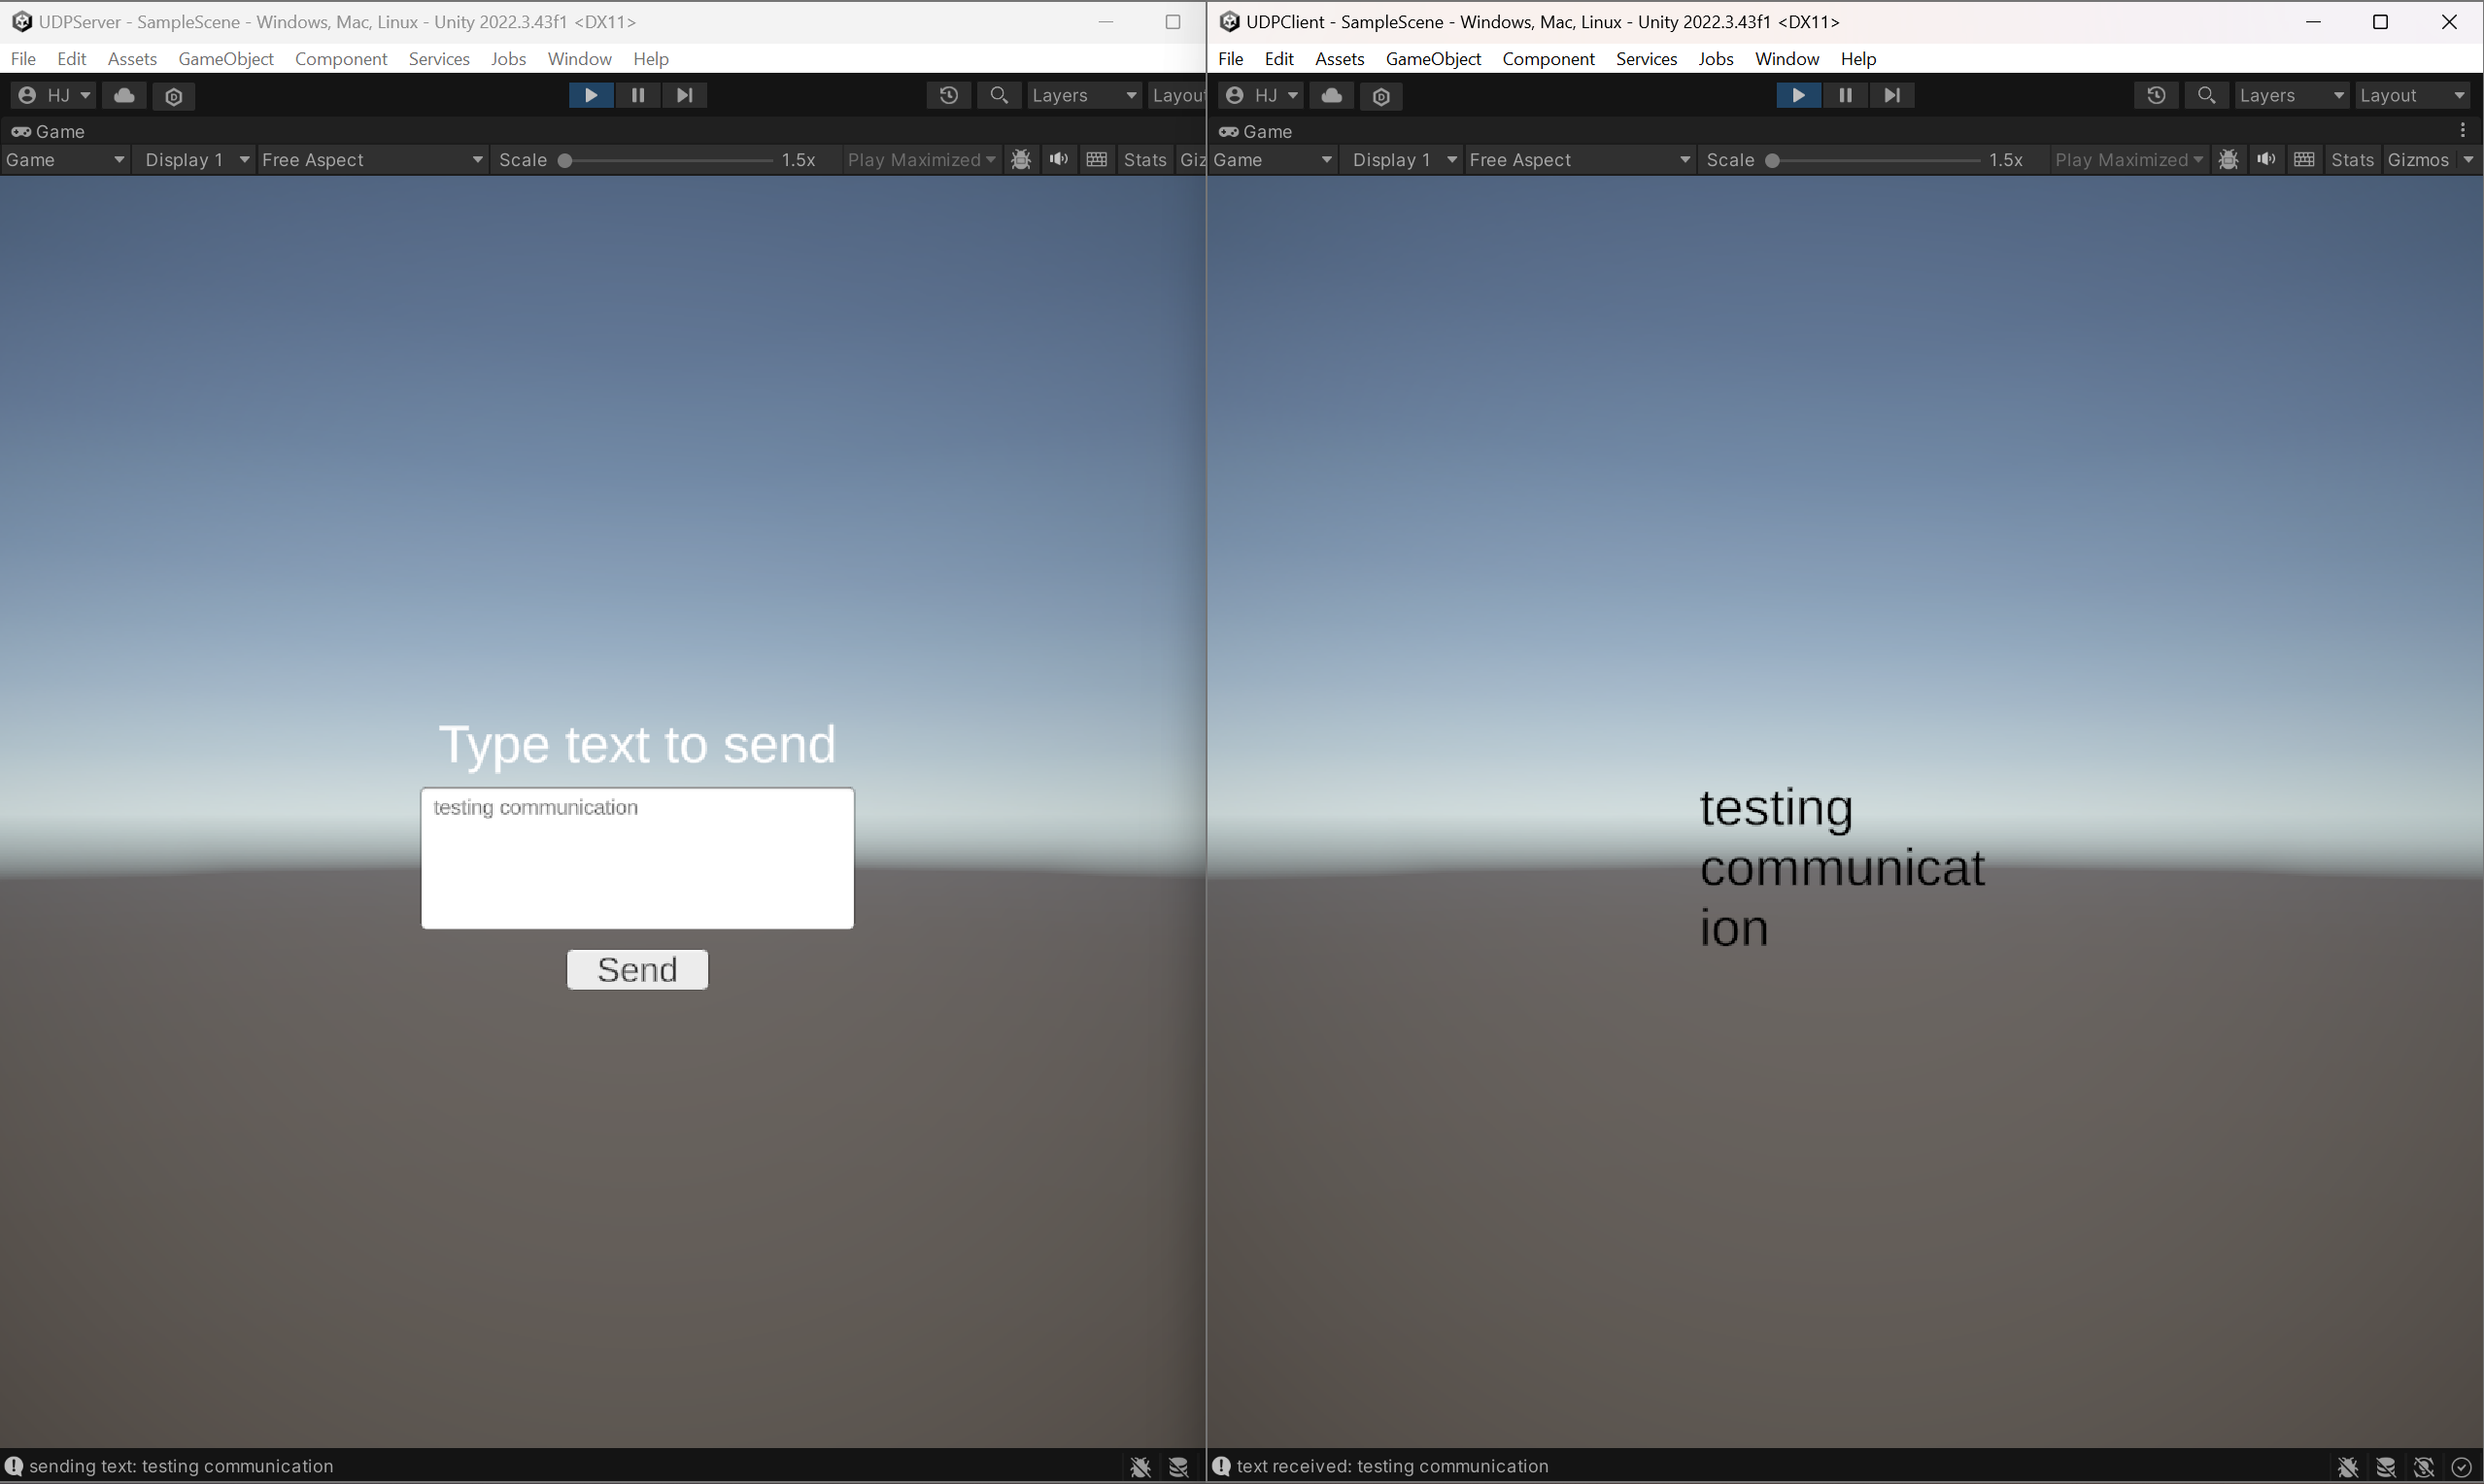 UDPServer - SampleScene - Windows, Mac, Linux - Unity 2022.3.43f1 <DX11>
File Edit Assets GameObject Component Services Jobs Window Help
HJ Layers Layou
Game
Game Display 1 Free Aspect Scale 1.5x Play Maximized Stats Giz
Type text to send
testing communication
Send
sending text: testing communication
UDPClient - SampleScene - Windows, Mac, Linux - Unity 2022.3.43f1 <DX11>
File Edit Assets GameObject Component Services Jobs Window Help
HJ Layers Layout
Game
Game Display 1 Free Aspect Scale 1.5x Play Maximized Stats Gizmos
testing
communicat
ion
text received: testing communication